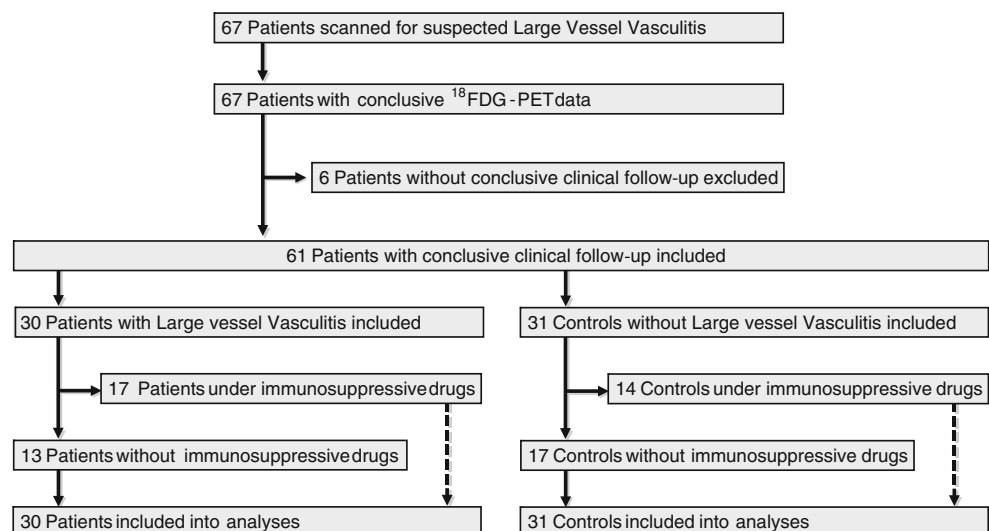 67 Patients scanned for suspected Large Vessel Vasculitis
67 Patients with conclusive ¹⁸FDG-PET data
6 Patients without conclusive clinical follow-up excluded
61 Patients with conclusive clinical follow-up included
30 Patients with Large vessel Vasculitis included
31 Controls without Large vessel Vasculitis included
17 Patients under immunosuppressive drugs
14 Controls under immunosuppressive drugs
13 Patients without immunosuppressive drugs
17 Controls without immunosuppressive drugs
30 Patients included into analyses
31 Controls included into analyses